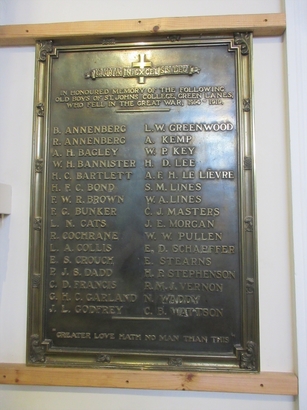 IN HONOURED MEMORY OF THE FOLLOWING
OLD BOYS OF ST. JOHNS COLLEGE GREEN LANES,
WHO FELL IN THE GREAT WAR, 1914 - 1919.
B. ANNENBERG
R. ANNENBERG
A. H. BAGLEY
W. H. BANNISTER
H. C. BARTLETT
H. F. C. BOND
F. W. R. BROWN
F. G. BUNKER
L. N. CATS
R. COCHRANE
L. A. COLLIS
E. S. CROUCH
P. J. S. DADD
C. D. FRANCIS
G. H. C. GARLAND
J. L. GODFREY
L. W. GREENWOOD
A. KEMP
W. P. KEY
H. D. LEE
A. F. H. LE LIEVRE
S. M. LINES
W. A. LINES
C. J. MASTERS
J. E. MORGAN
W. W. PULLEN
E. D. SCHAEFFER
E. STEARNS
H. P. STEPHENSON
R. M. S. VERNON
N.
C. B. WATTSON
"GREATER LOVE HATH NO MAN THAN THIS"